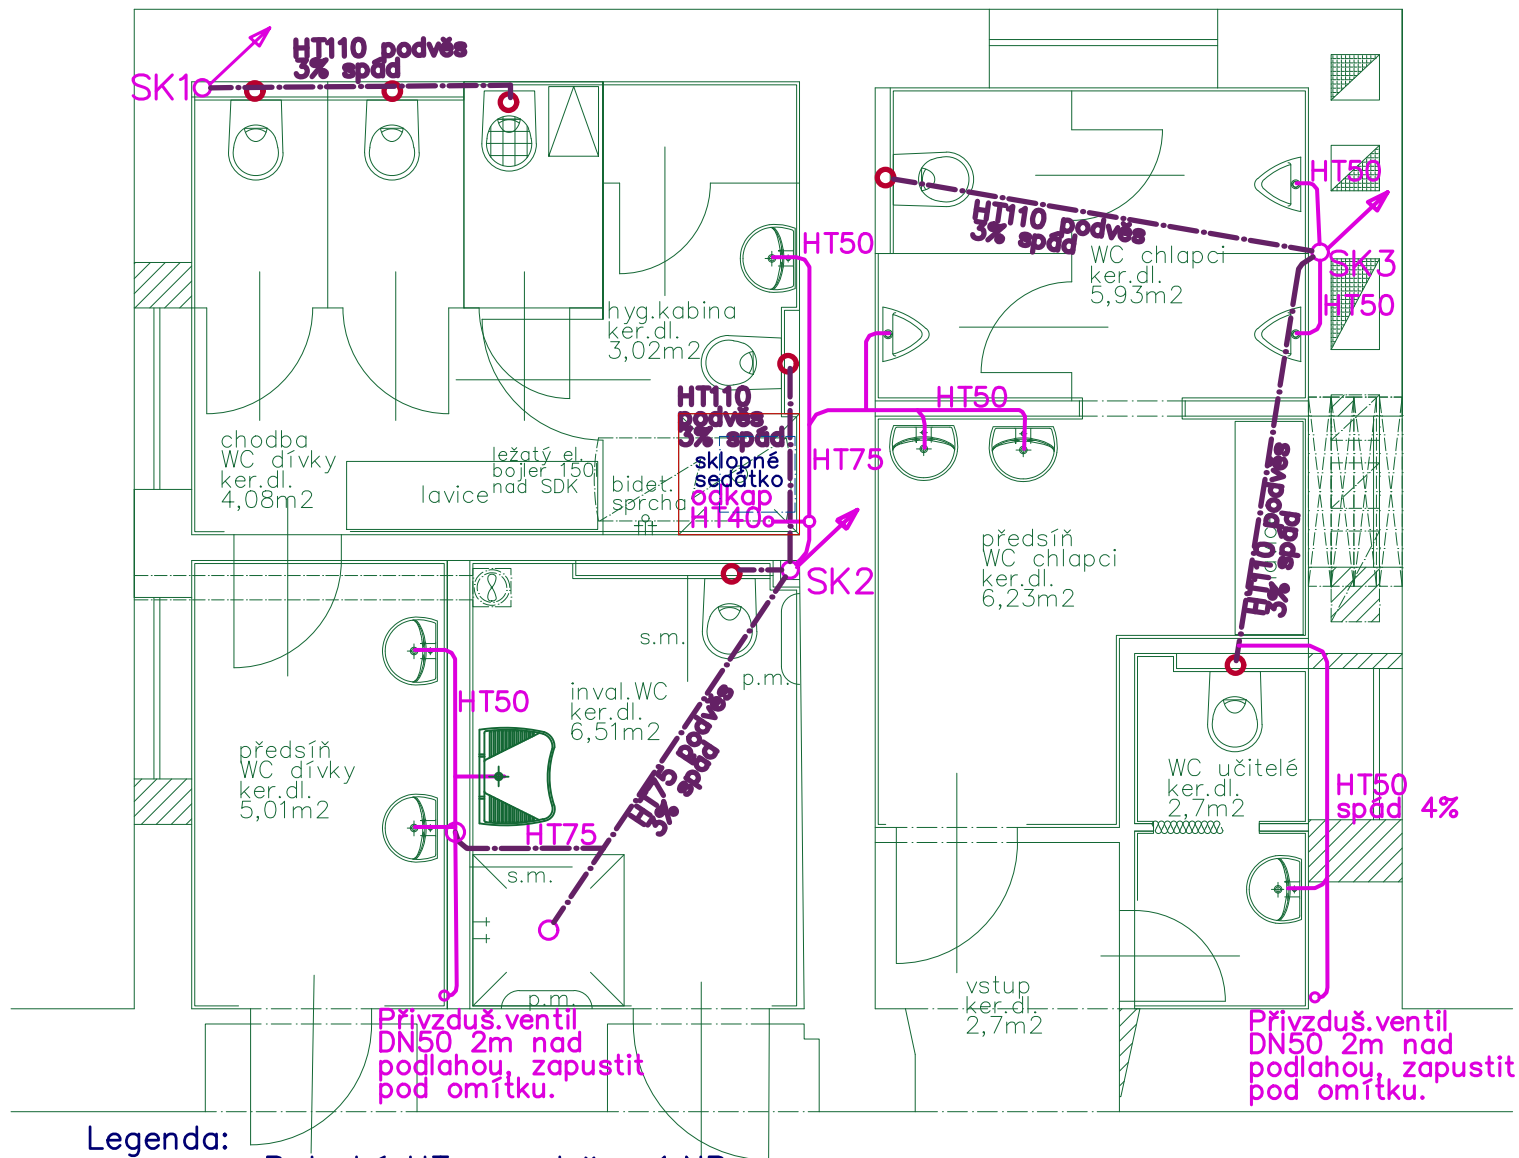 HT110 podvěs
3% spád
SK1
HT50
HT50
HT110 podvěs
3% spád
WC chlapci
ker.dl.
5,93m2
SK3
HT50
hyg.kabina
ker.dl.
3,02m2
HT110
podvěs
3% spád
HT50
chodba
WC dívky
ker.dl.
4,08m2
ležatý el.
bojler 150l
nad SDK
lavice
bidet.
sprcha
sklopné
sedátko
odkap
HT40
HT75
předsíň
WC chlapci
ker.dl.
6,23m2
HT110 podvěs
3% spád
SK2
s.m.
p.m.
inval.WC
ker.dl.
6,51m2
HT50
HT75 podvěs
3% spád
předsíň
WC dívky
ker.dl.
5,01m2
WC učitelé
ker.dl.
2,7m2
HT50
spád 4%
HT75
s.m.
p.m.
vstup
ker.dl.
2,7m2
Přivzduš.ventil
DN50 2m nad
podlahou, zapustit
pod omítku.
Přivzduš.ventil
DN50 2m nad
podlahou, zapustit
pod omítku.
Legenda: